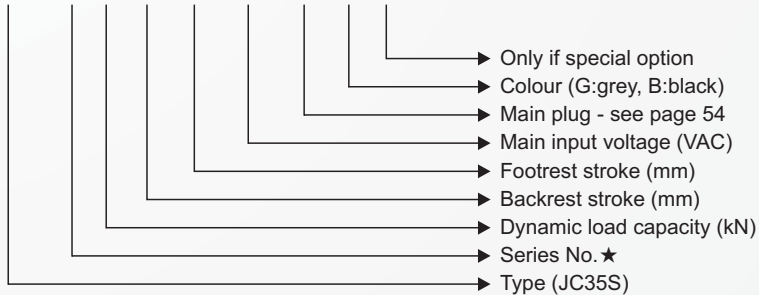 Only if special option
Colour (G:grey, B:black)
Main plug - see page 54
Main input voltage (VAC)
Footrest stroke (mm)
Backrest stroke (mm)
Dynamic load capacity (kN)
Series No.★
Type (JC35S)